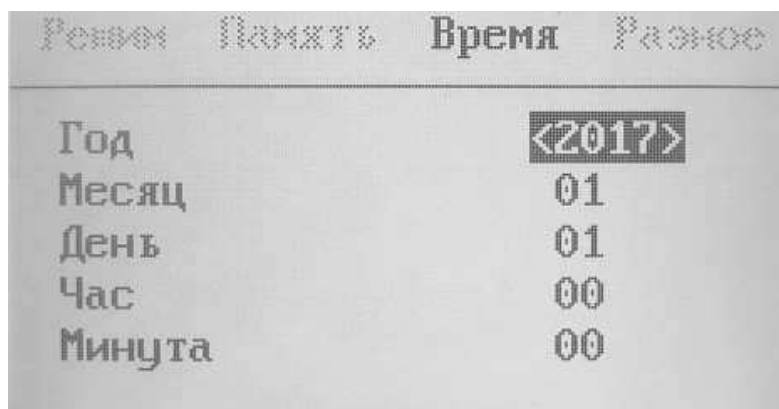 Режим Память Время Разное
Год <2017>
Месяц 01
День 01
Час 00
Минута 00